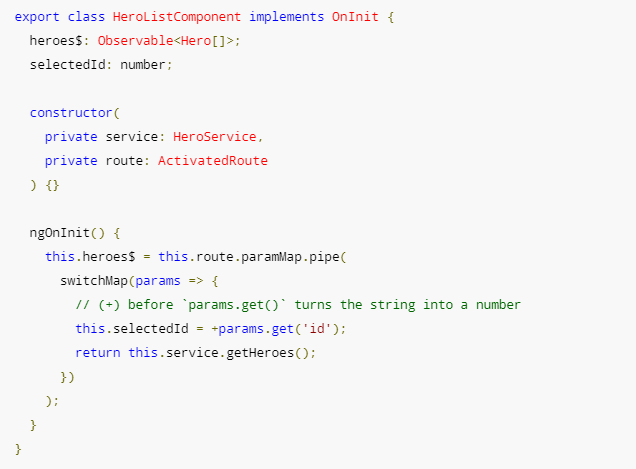 export class HeroListComponent implements OnInit {
  heroes$: Observable<Hero[]>;
  selectedId: number;

  constructor(
    private service: HeroService,
    private route: ActivatedRoute
  ) {}

  ngOnInit() {
    this.heroes$ = this.route.paramMap.pipe(
      switchMap(params => {
        // (+) before `params.get()` turns the string into a number
        this.selectedId = +params.get('id');
        return this.service.getHeroes();
      })
    );
  }
}